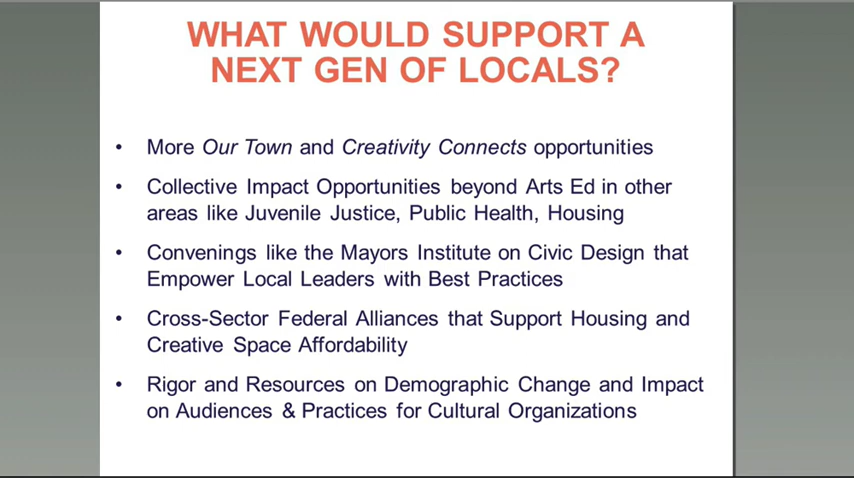 WHAT WOULD SUPPORT A
NEXT GEN OF LOCALS?
• More Our Town and Creativity Connects opportunities
• Collective Impact Opportunities beyond Arts Ed in other
areas like Juvenile Justice, Public Health, Housing
• Convenings like the Mayors Institute on Civic Design that
Empower Local Leaders with Best Practices
• Cross-Sector Federal Alliances that Support Housing and
Creative Space Affordability
• Rigor and Resources on Demographic Change and Impact
on Audiences & Practices for Cultural Organizations